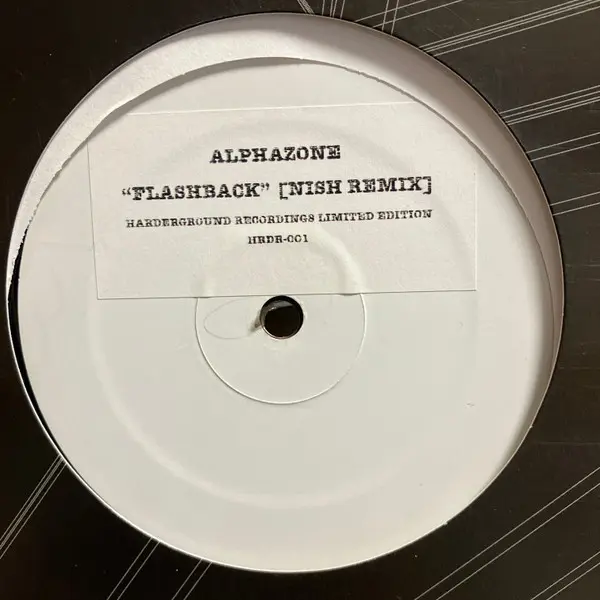 ALPHAZONE
“FLASHBACK” [NISH REMIX]
HARDERGROUND RECORDINGS LIMITED EDITION
HRDR-001